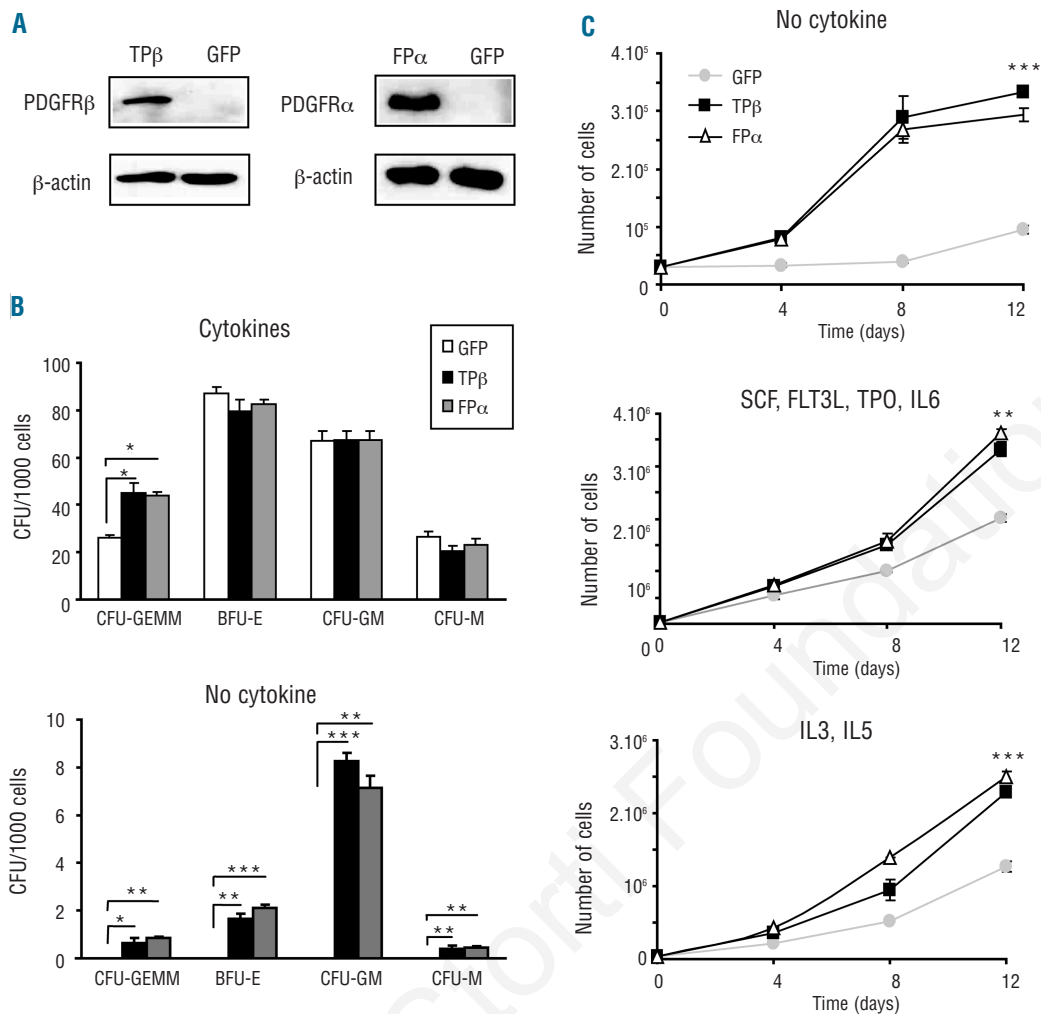 A
TPβ GFP
PDGFRβ
β-actin
FPα GFP
PDGFRα
β-actin
B
Cytokines
GFP
TPβ
FPα
CFU/1000 cells
100
80
60
40
20
0
*
*
CFU-GEMM BFU-E CFU-GM CFU-M
No cytokine
CFU/1000 cells
10
8
6
4
2
0
**
*
***
**
**
***
**
**
CFU-GEMM BFU-E CFU-GM CFU-M
C
No cytokine
GFP
TPβ
FPα
***
Number of cells
4.10⁵
3.10⁵
2.10⁵
10⁵
0
0 4 8 12
Time (days)
SCF, FLT3L, TPO, IL6
**
Number of cells
4.10⁶
3.10⁶
2.10⁶
10⁶
0
0 4 8 12
Time (days)
IL3, IL5
***
Number of cells
3.10⁶
2.10⁶
10⁶
0
0 4 8 12
Time (days)
Storti Foundation